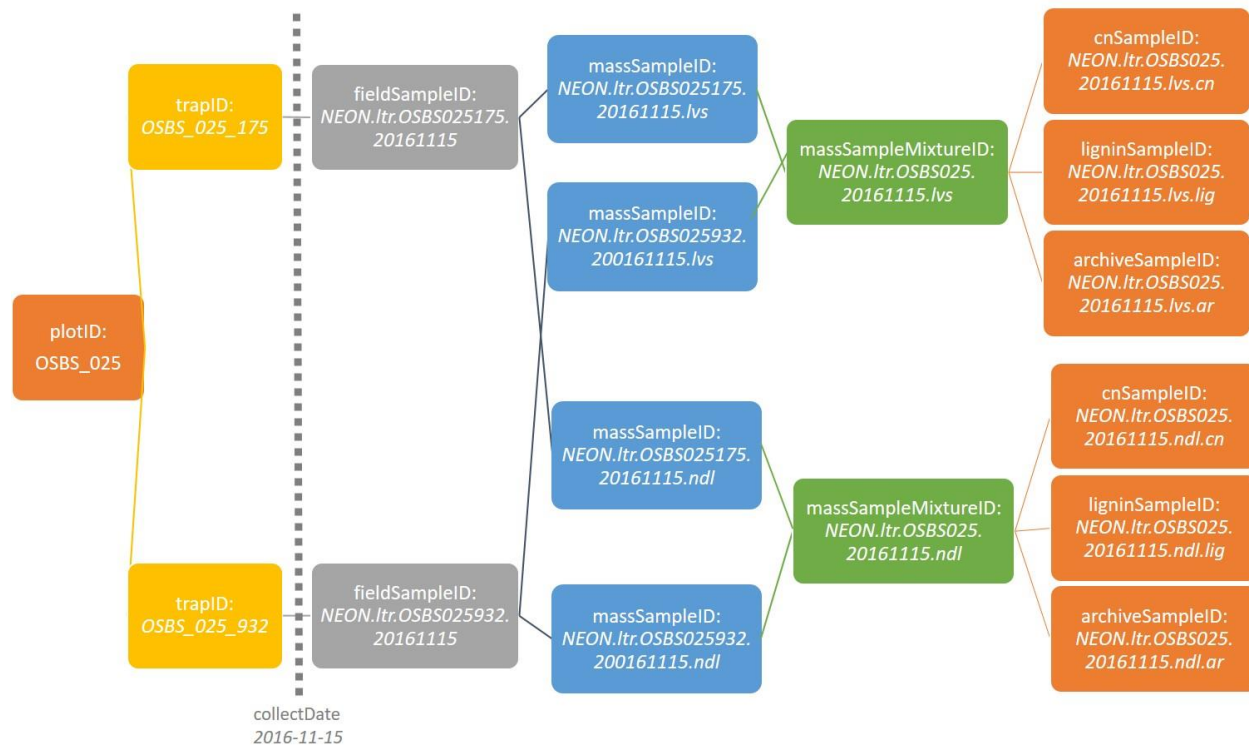 plotID:
OSBS_025
trapID:
OSBS_025_175
trapID:
OSBS_025_932
collectDate
2016-11-15
fieldSampleID:
NEON.ltr.OSBS025175.
20161115
fieldSampleID:
NEON.ltr.OSBS025932.
20161115
massSampleID:
NEON.ltr.OSBS025175.
20161115.lvs
massSampleID:
NEON.ltr.OSBS025932.
200161115.lvs
massSampleID:
NEON.ltr.OSBS025175.
20161115.ndl
massSampleID:
NEON.ltr.OSBS025932.
200161115.ndl
massSampleMixtureID:
NEON.ltr.OSBS025.
20161115.lvs
massSampleMixtureID:
NEON.ltr.OSBS025.
20161115.ndl
cnSampleID:
NEON.ltr.OSBS025.
20161115.lvs.cn
ligninSampleID:
NEON.ltr.OSBS025.
20161115.lvs.lig
archiveSampleID:
NEON.ltr.OSBS025.
20161115.lvs.ar
cnSampleID:
NEON.ltr.OSBS025.
20161115.ndl.cn
ligninSampleID:
NEON.ltr.OSBS025.
20161115.ndl.lig
archiveSampleID:
NEON.ltr.OSBS025.
20161115.ndl.ar